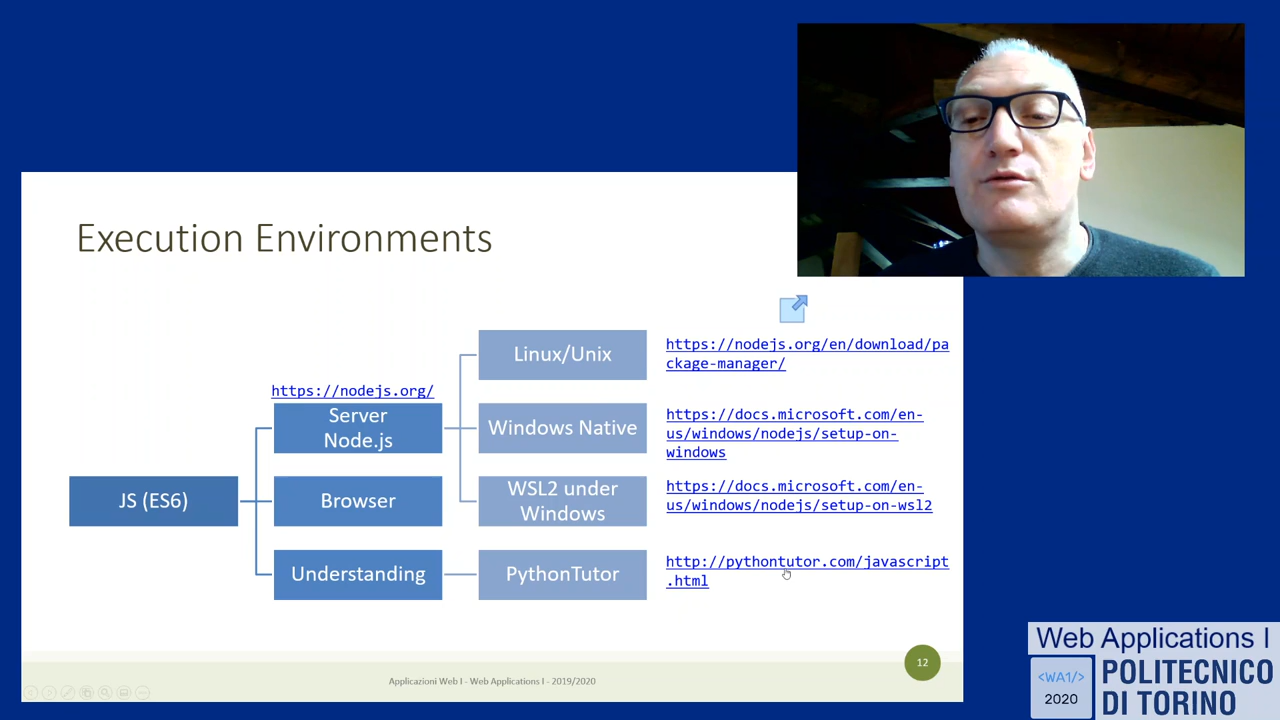 Execution Environments
Linux/Unix
https://nodejs.org/en/download/pa
ckage-manager/
https://nodejs.org/
Server
Node.js
Windows Native
https://docs.microsoft.com/en-
us/windows/nodejs/setup-on-
windows
JS (ES6)
Browser
WSL2 under
Windows
https://docs.microsoft.com/en-
us/windows/nodejs/setup-on-wsl2
Understanding
PythonTutor
http://pythontutor.com/javascript
.html
12
Applicazioni Web I - Web Applications I - 2019/2020
Web Applications I
<WA1/>
2020
POLITECNICO
DI TORINO